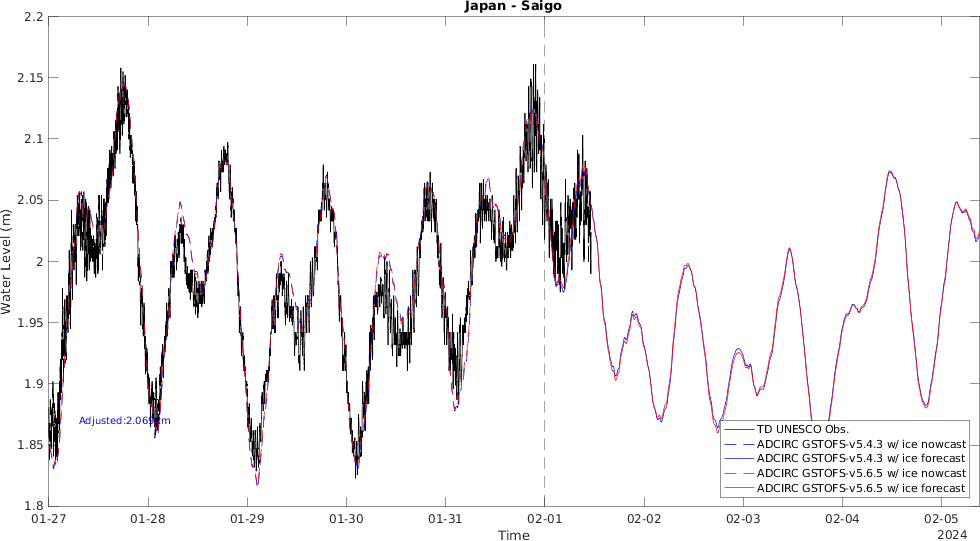 Japan - Saigo
2.2
2.15
2.1
2.05
2
1.95
1.9
1.85
1.8
Water Level (m)
TD UNESCO Obs.
ADCIRC GSTOFS-v5.4.3 w/ ice nowcast
ADCIRC GSTOFS-v5.4.3 w/ ice forecast
ADCIRC GSTOFS-v5.6.5 w/ ice nowcast
ADCIRC GSTOFS-v5.6.5 w/ ice forecast
01-27 01-28 01-29 01-30 01-31 02-01 02-02 02-03 02-04 02-05
Time
2024